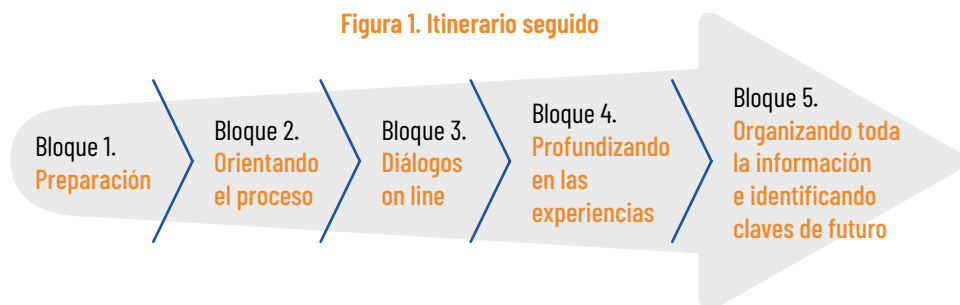 Figura 1. Itinerario seguido
Bloque 1.
Preparación
Bloque 2.
Orientando
el proceso
Bloque 3.
Diálogos
on line
Bloque 4.
Profundizando
en las
experiencias
Bloque 5.
Organizando toda
la información
e identificando
claves de futuro